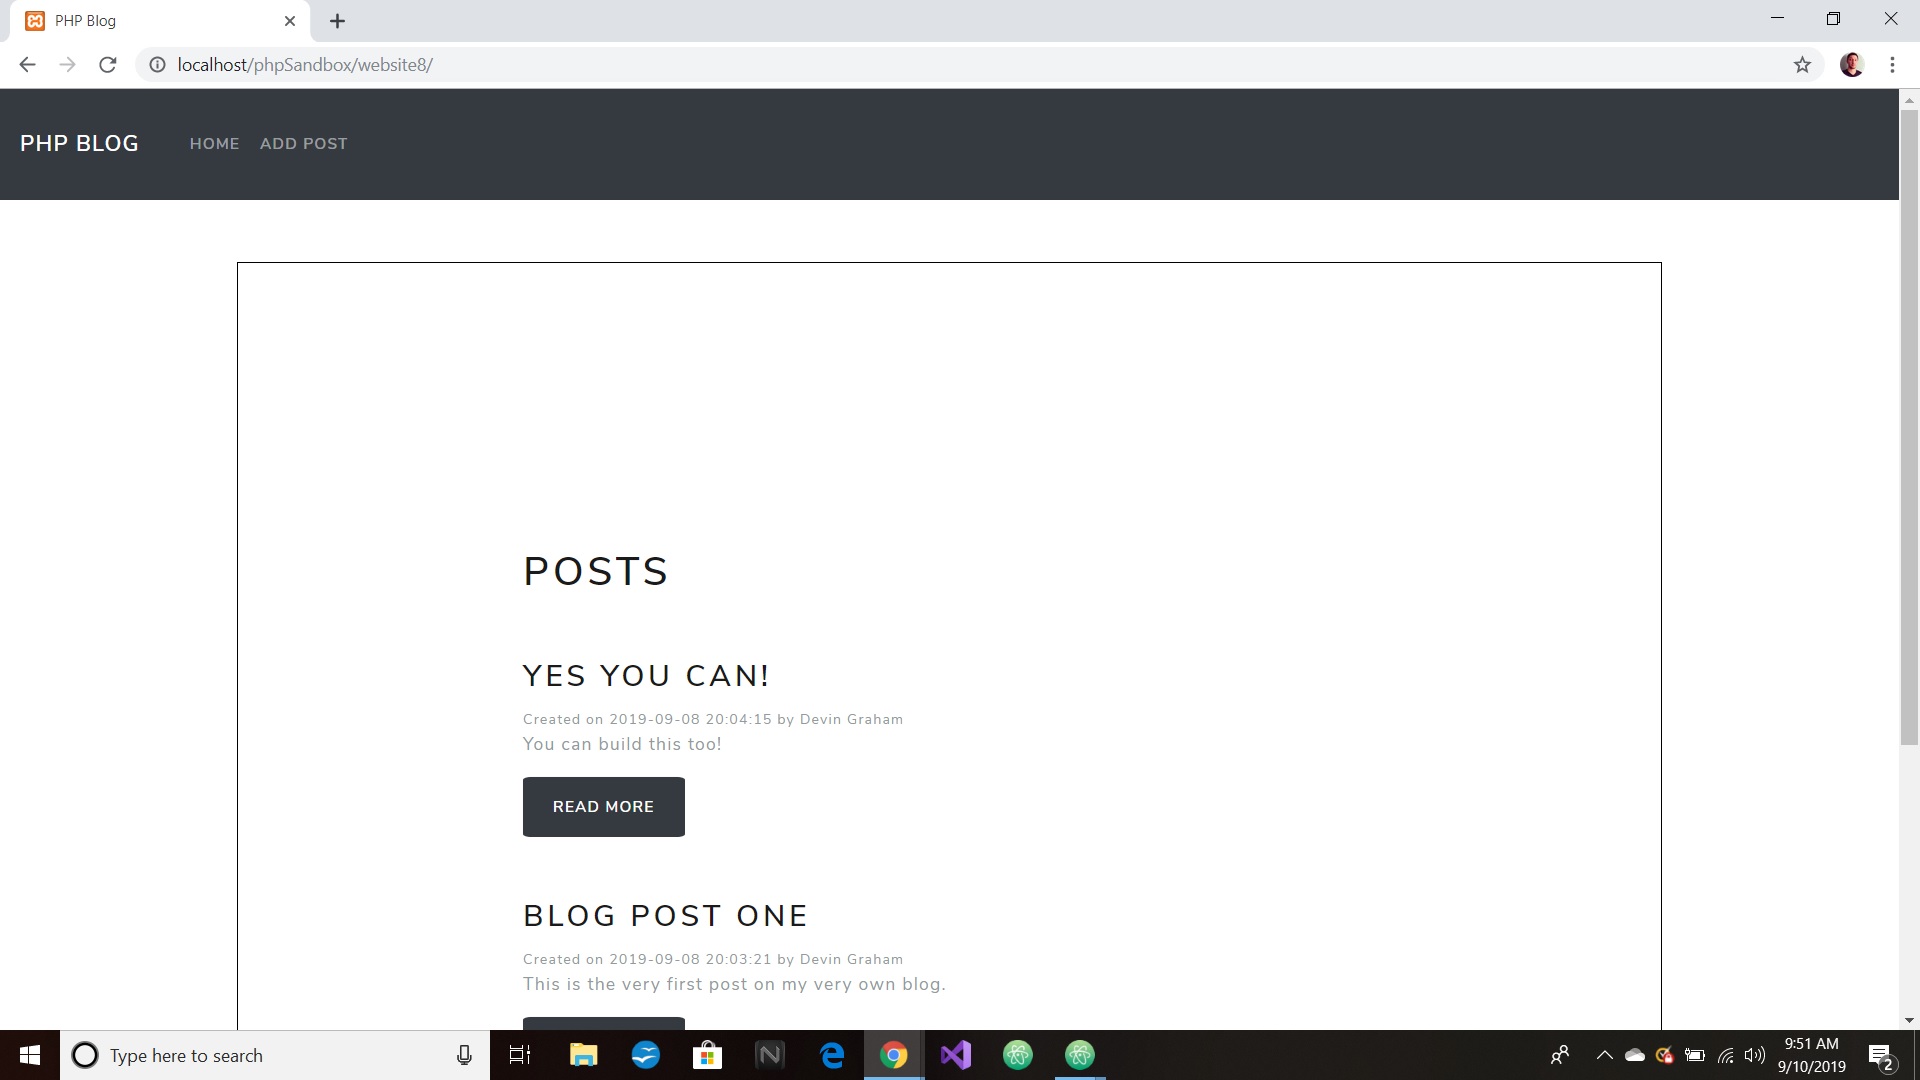 PHP Blog
localhost/phpSandbox/website8/
PHP BLOG HOME ADD POST
POSTS
YES YOU CAN!
Created on 2019-09-08 20:04:15 by Devin Graham
You can build this too!
READ MORE
BLOG POST ONE
Created on 2019-09-08 20:03:21 by Devin Graham
This is the very first post on my very own blog.
Type here to search
9:51 AM
9/10/2019
2